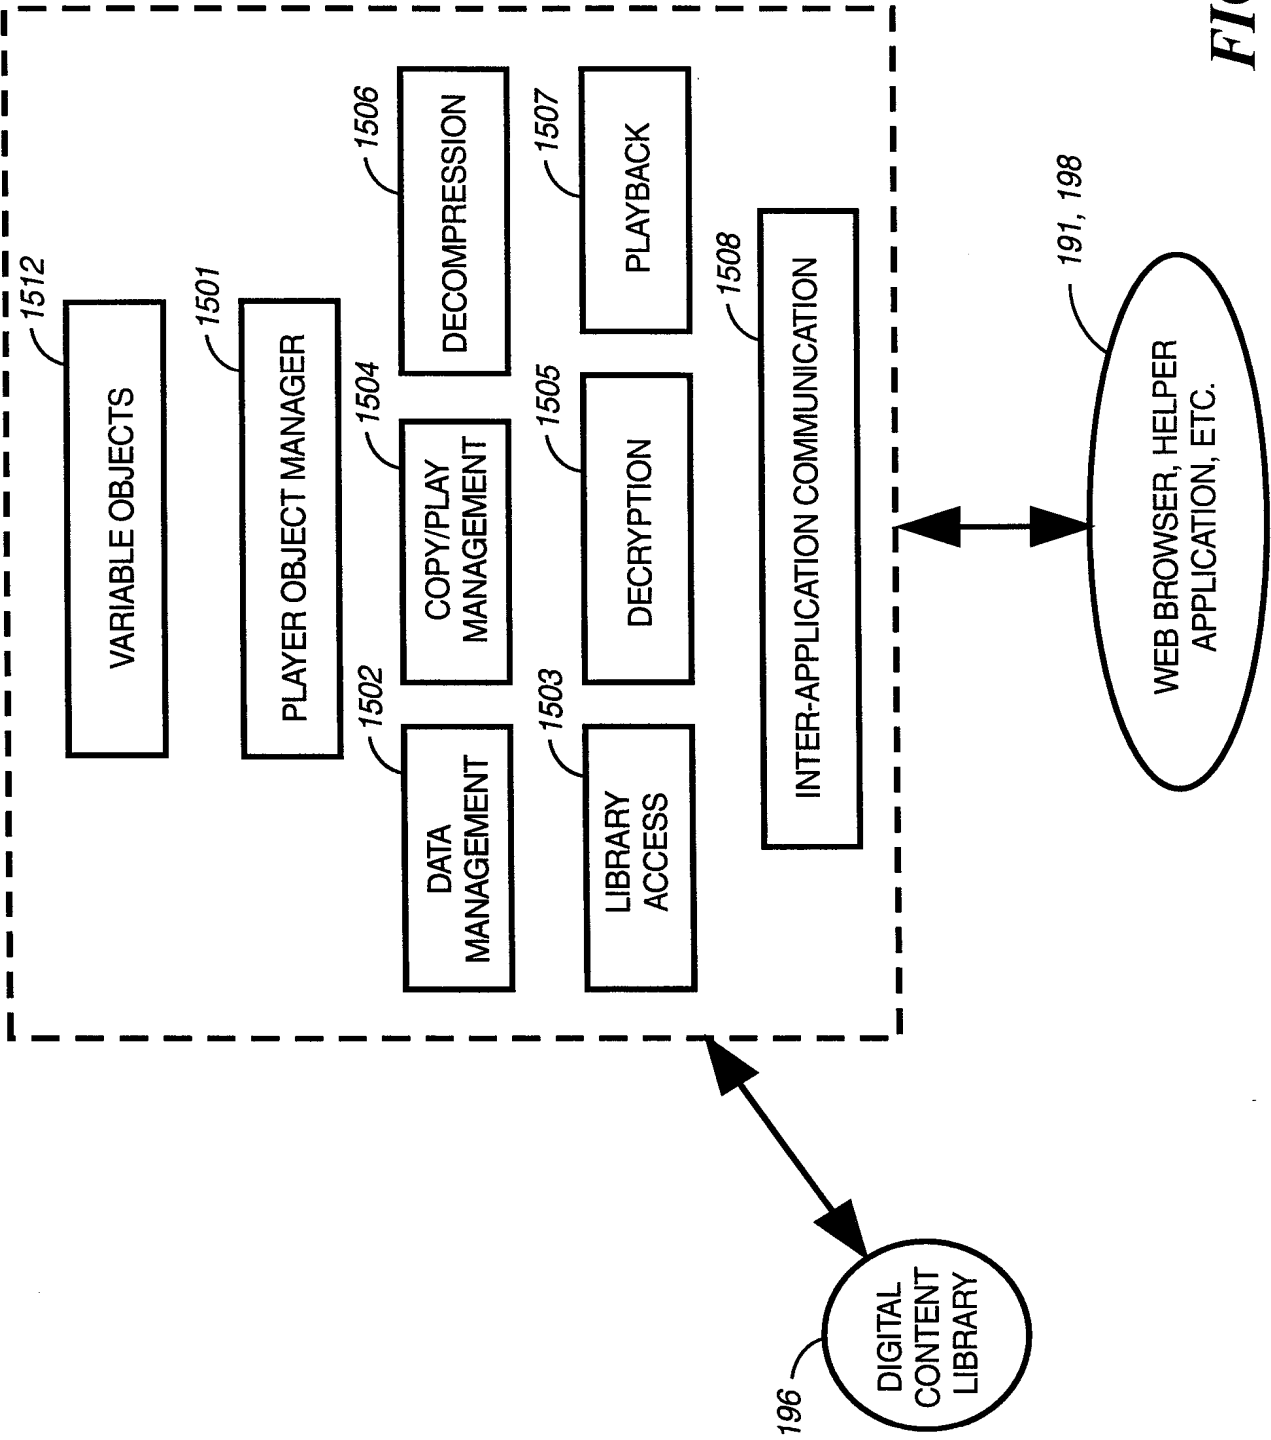 1512
VARIABLE OBJECTS
1501
PLAYER OBJECT MANAGER
1502
DATA
MANAGEMENT
1504
COPY/PLAY
MANAGEMENT
1506
DECOMPRESSION
1503
LIBRARY
ACCESS
1505
DECRYPTION
1507
PLAYBACK
1508
INTER-APPLICATION COMMUNICATION
196
DIGITAL
CONTENT
LIBRARY
191, 198
WEB BROWSER, HELPER
APPLICATION, ETC.